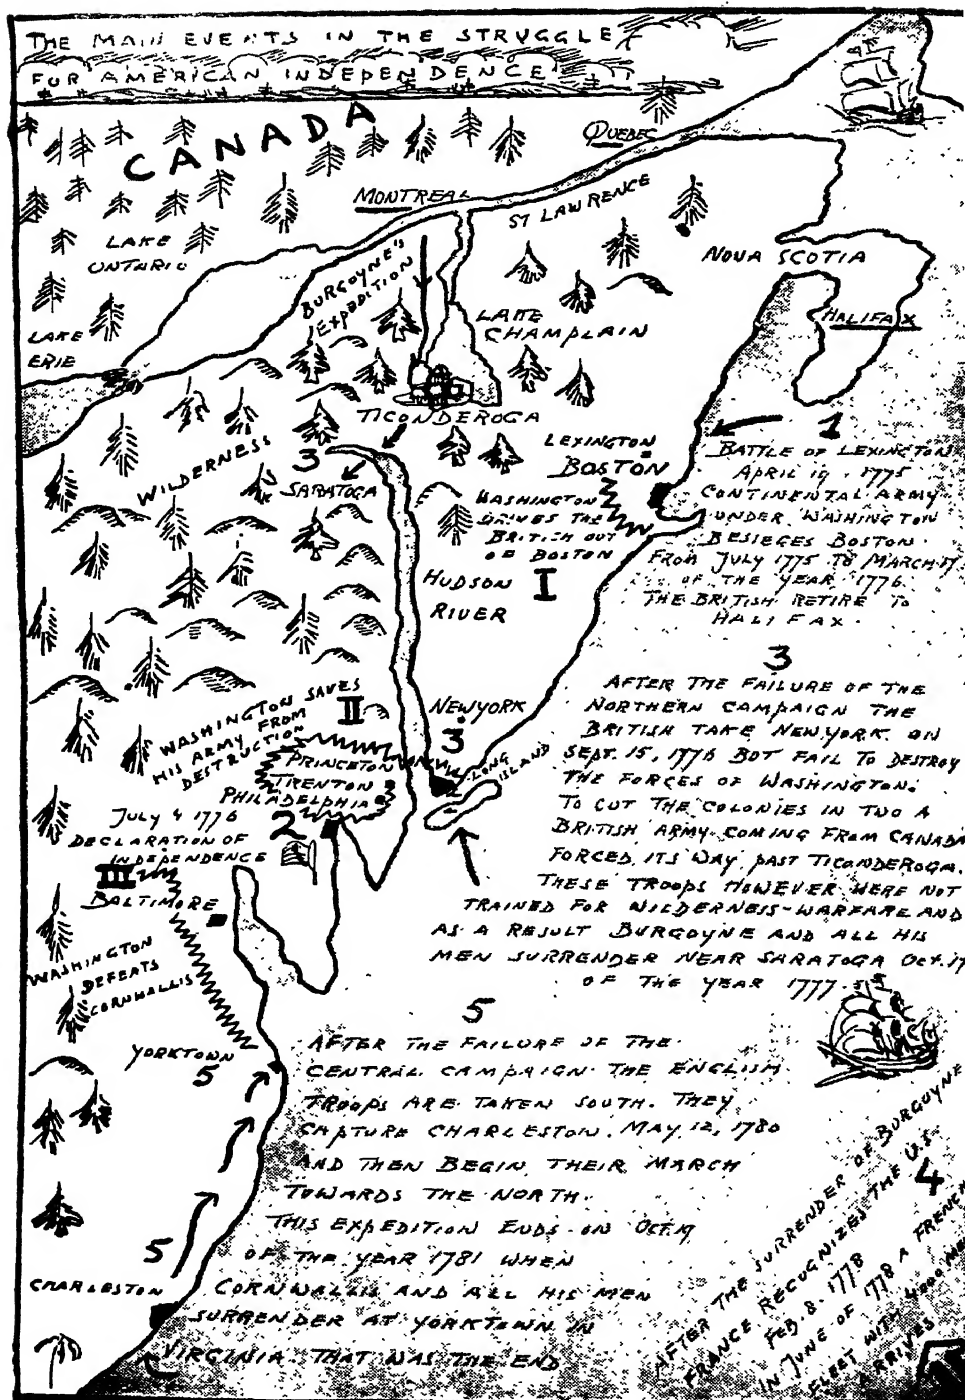 THE MAIN EVENTS IN THE STRUGGLE
FOR AMERICAN INDEPENDENCE
CANADA
QUEBEC
MONTREAL
ST LAWRENCE
LAKE
ONTARIO
NOVA SCOTIA
BURGOYNE'S
EXPEDITION
LAKE
CHAMPLAIN
HALIFAX
LAKE
ERIE
TICONDEROGA
WILDERNESS
3
SARATOGA
LEXINGTON
BOSTON
WASHINGTON
DRIVES THE
BRITISH OUT
OF BOSTON
I
1
BATTLE OF LEXINGTON
APRIL 19. 1775
CONTINENTAL ARMY
UNDER WASHINGTON
BESIEGES BOSTON.
FROM JULY 1775 TO MARCH 17
OF THE YEAR 1776.
THE BRITISH RETIRE TO
HALIFAX.
HUDSON
RIVER
3
AFTER THE FAILURE OF THE
NORTHERN CAMPAIGN THE
BRITISH TAKE NEW YORK ON
SEPT. 15, 1776 BOT FAIL TO DESTROY
THE FORCES OF WASHINGTON.
TO CUT THE COLONIES IN TWO A
BRITISH ARMY COMING FROM CANADA
FORCED ITS WAY PAST TICONDEROGA.
THESE TROOPS HOWEVER WERE NOT
TRAINED FOR WILDERNESS-WARFARE AND
AS A RESULT BURGOYNE AND ALL HIS
MEN SURRENDER NEAR SARATOGA OCT. 17
OF THE YEAR 1777.
WASHINGTON SAVES
HIS ARMY FROM
DESTRUCTION
II
NEW YORK
3
LONG
ISLAND
PRINCETON
TRENTON
PHILADELPHIA
2
JULY 4 1776
DECLARATION OF
INDEPENDENCE
III
BALTIMORE
WASHINGTON
DEFEATS
CORNWALLIS
YORKTOWN
5
5
CHARLESTON
5
AFTER THE FAILURE OF THE
CENTRAL CAMPAIGN THE ENGLISH
TROOPS ARE TAKEN SOUTH. THEY
CAPTURE CHARLESTON. MAY. 12, 1780
AND THEN BEGIN THEIR MARCH
TOWARDS THE NORTH.
THIS EXPEDITION ENDS ON OCT. 19
OF THE YEAR 1781 WHEN
CORNWALLIS AND ALL HIS MEN
SURRENDER AT YORKTOWN IN
VIRGINIA THAT WAS THE END
4
AFTER THE SURRENDER OF BURGOYNE
FRANCE RECOGNIZES THE U.S.
FEB. 8. 1778
IN JUNE OF 1778 A FRENCH
FLEET WITH 4000 MEN
ARRIVES